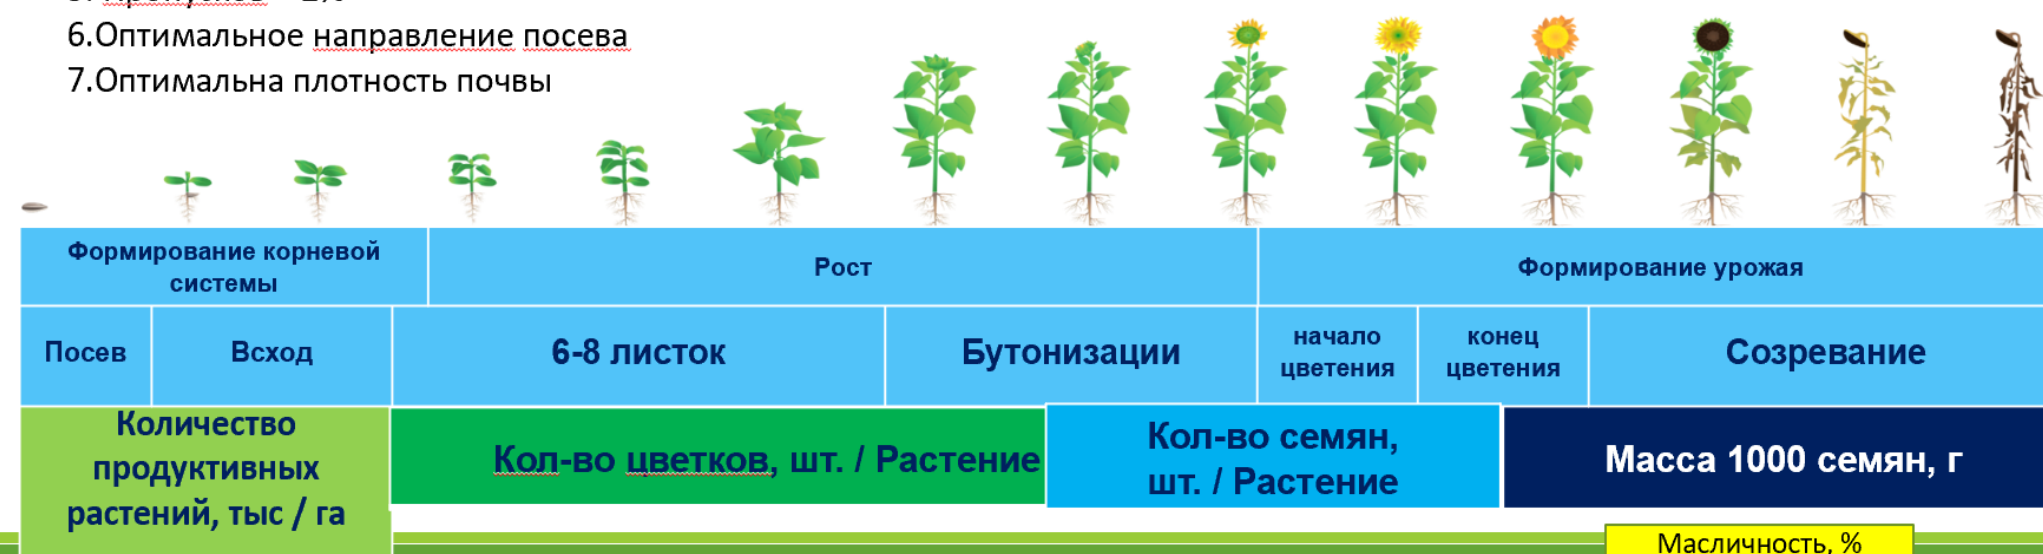 6.Оптимальное направление посева
7.Оптимальна плотность почвы
Формирование корневой
системы
Рост
Формирование урожая
Посев
Всход
6-8 листок
Бутонизации
начало
цветения
конец
цветения
Созревание
Количество
продуктивных
растений, тыс / га
Кол-во цветков, шт. / Растение
Кол-во семян,
шт. / Растение
Масса 1000 семян, г
Масличность, %